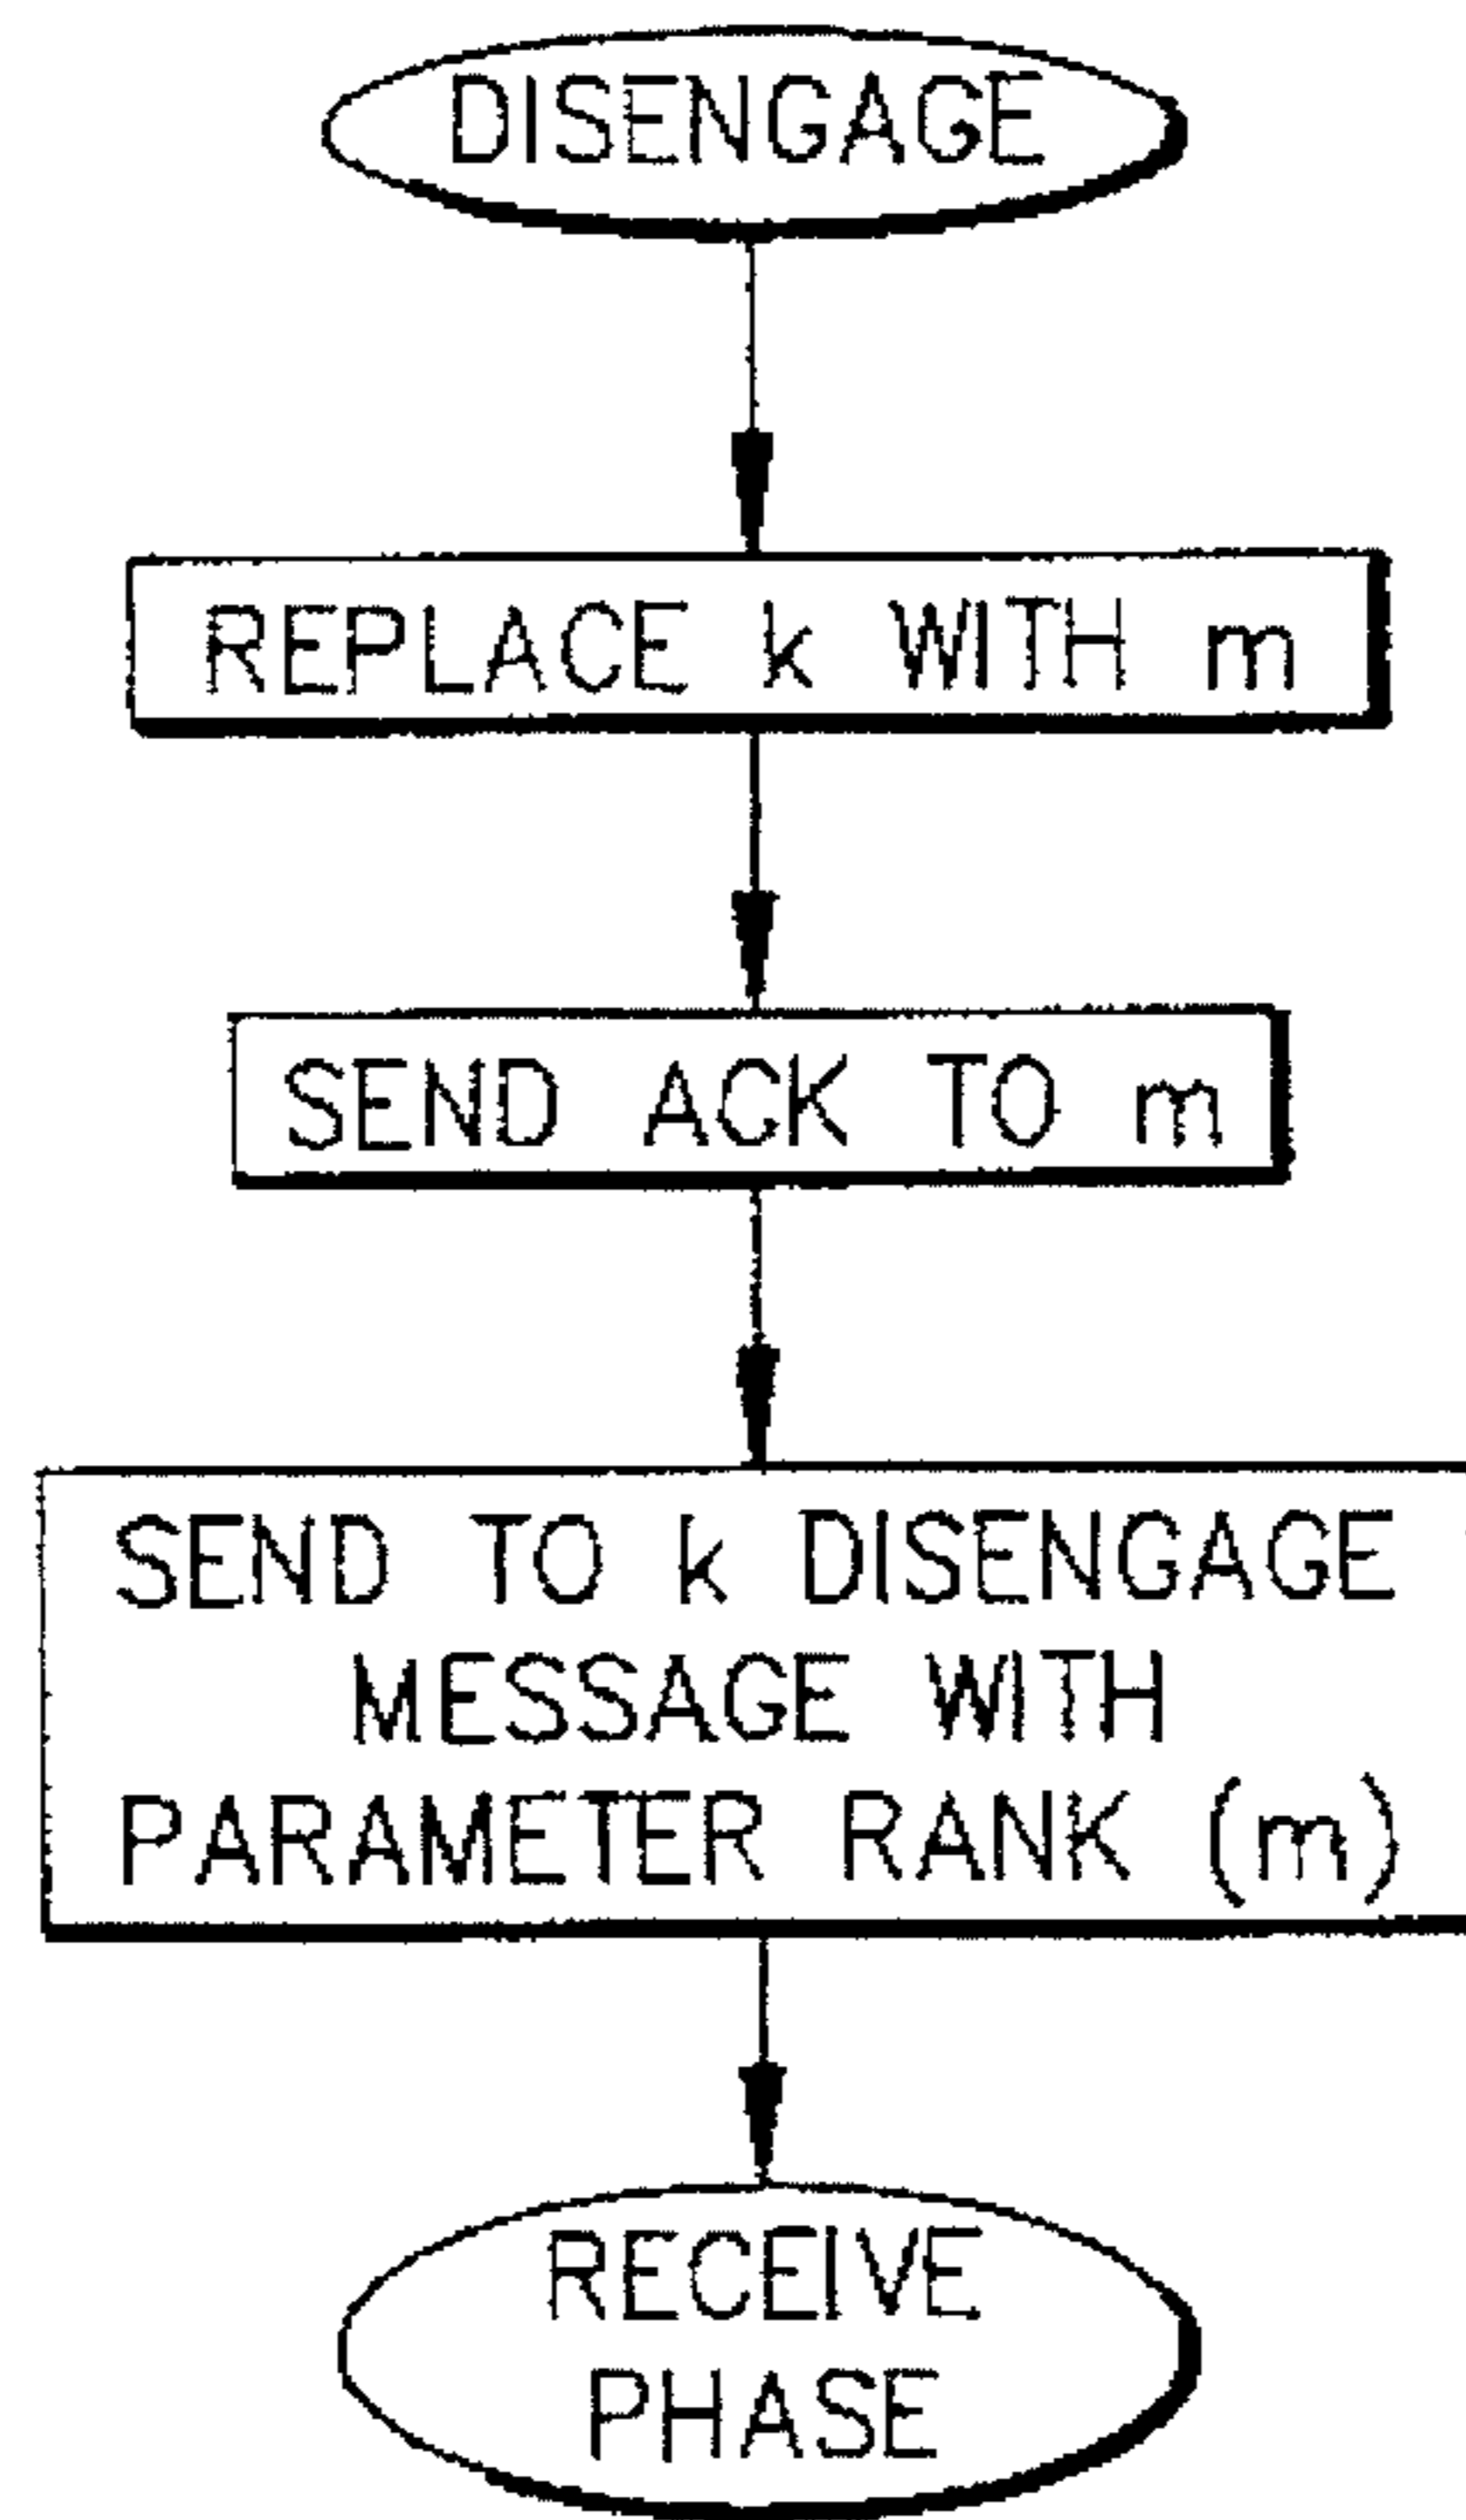 DISENGAGE
REPLACE k WITH m
SEND ACK TO m
SEND TO k DISENGAGE
MESSAGE WITH
PARAMETER RANK (m)
RECEIVE
PHASE